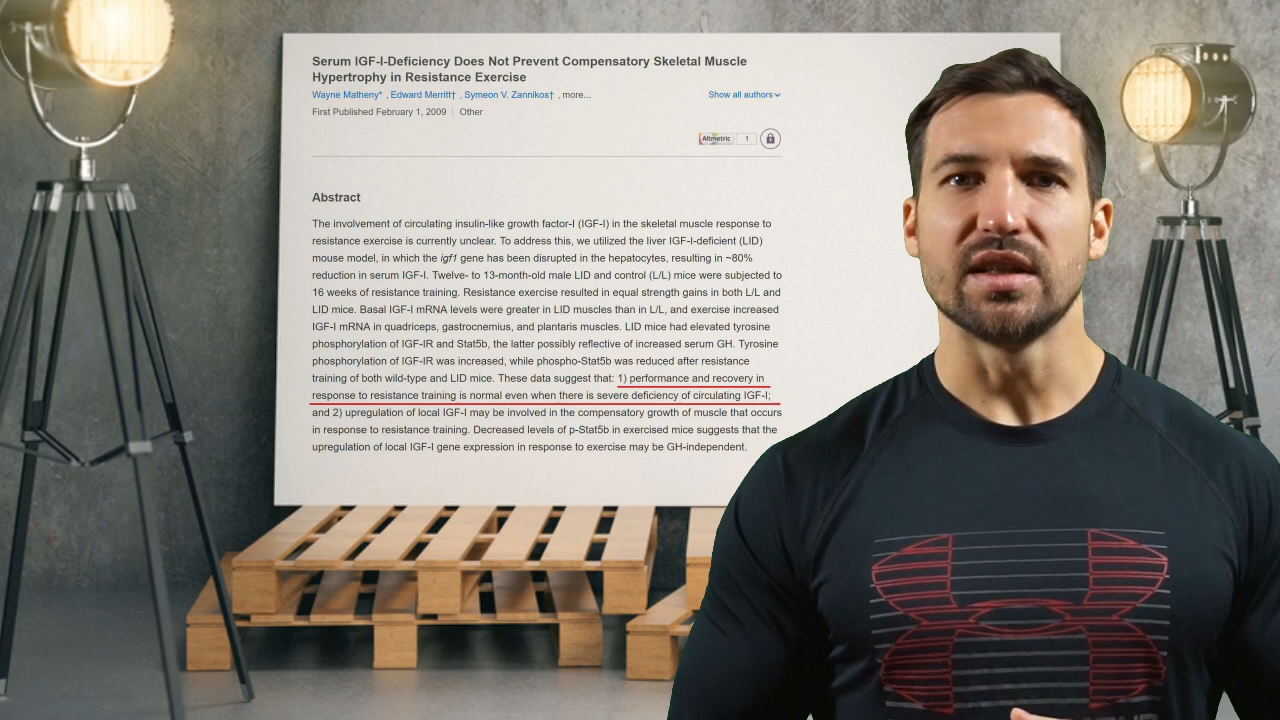 Serum IGF-I-Deficiency Does Not Prevent Compensatory Skeletal Muscle
Hypertrophy in Resistance Exercise
Wayne Matheny* , Edward Merritt† , Symeon V. Zannikos† , more...
Show all authors
First Published February 1, 2009 | Other
Altmetric 1
Abstract
The involvement of circulating insulin-like growth factor-I (IGF-I) in the skeletal muscle response to
resistance exercise is currently unclear. To address this, we utilized the liver IGF-I-deficient (LID)
mouse model, in which the igf1 gene has been disrupted in the hepatocytes, resulting in ~80%
reduction in serum IGF-I. Twelve- to 13-month-old male LID and control (L/L) mice were subjected to
16 weeks of resistance training. Resistance exercise resulted in equal strength gains in both L/L and
LID mice. Basal IGF-I mRNA levels were greater in LID muscles than in L/L, and exercise increased
IGF-I mRNA in quadriceps, gastrocnemius, and plantaris muscles. LID mice had elevated tyrosine
phosphorylation of IGF-IR and Stat5b, the latter possibly reflective of increased serum GH. Tyrosine
phosphorylation of IGF-IR was increased, while phospho-Stat5b was reduced after resistance
training of both wild-type and LID mice. These data suggest that: 1) performance and recovery in
response to resistance training is normal even when there is severe deficiency of circulating IGF-I;
and 2) upregulation of local IGF-I may be involved in the compensatory growth of muscle that occurs
in response to resistance training. Decreased levels of p-Stat5b in exercised mice suggests that the
upregulation of local IGF-I gene expression in response to exercise may be GH-independent.